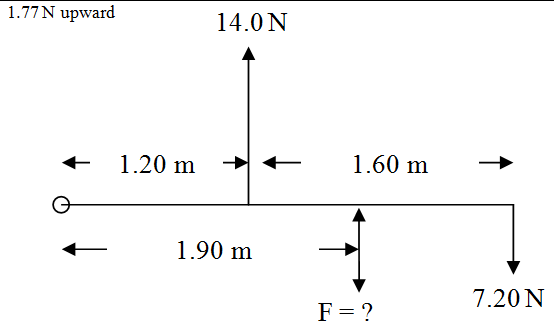 1.77 N upward
14.0 N
1.20 m
1.60 m
1.90 m
7.20 N
F = ?